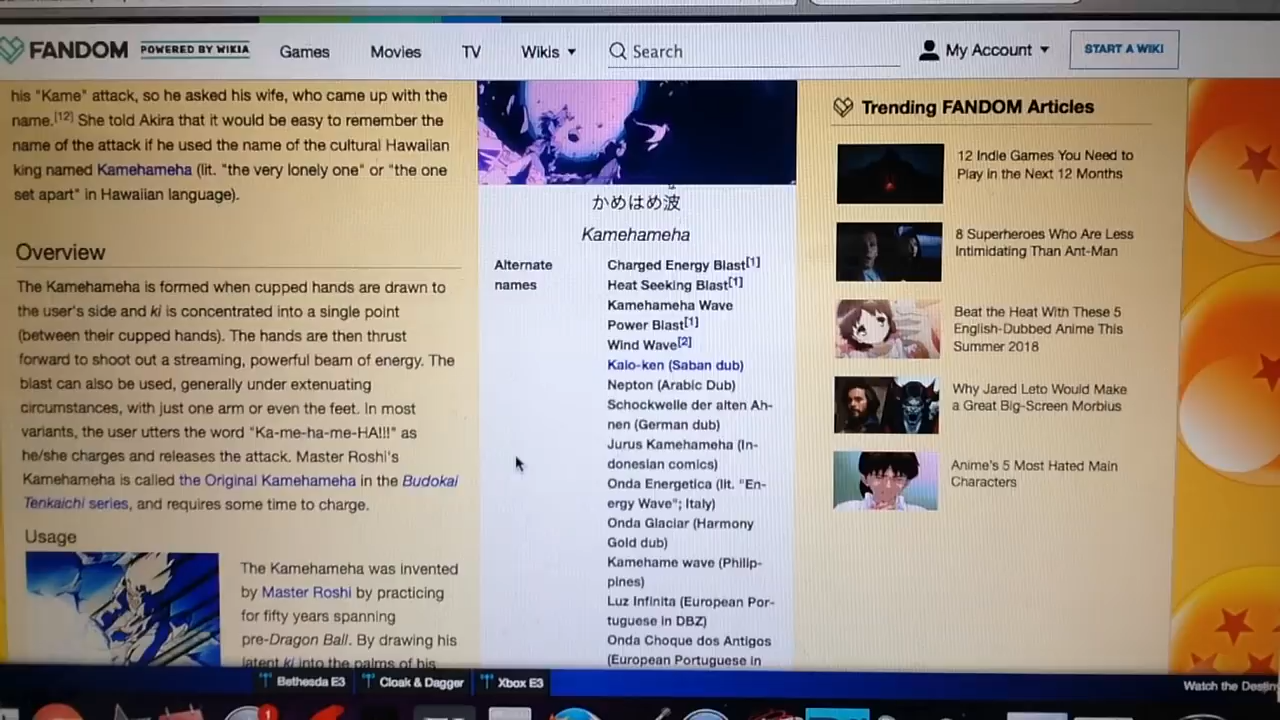 FANDOM POWERED BY WIKIA Games Movies TV Wikis Search My Account START A WIKI
his "Kame" attack, so he asked his wife, who came up with the
name.[12] She told Akira that it would be easy to remember the
name of the attack if he used the name of the cultural Hawaiian
king named Kamehameha (lit. "the very lonely one" or "the one
set apart" in Hawaiian language).
Overview
The Kamehameha is formed when cupped hands are drawn to
the user's side and ki is concentrated into a single point
(between their cupped hands). The hands are then thrust
forward to shoot out a streaming, powerful beam of energy. The
blast can also be used, generally under extenuating
circumstances, with just one arm or even the feet. In most
variants, the user utters the word "Ka-me-ha-me-HA!!!" as
he/she charges and releases the attack. Master Roshi's
Kamehameha is called the Original Kamehameha in the Budokai
Tenkaichi series, and requires some time to charge.
Usage
The Kamehameha was invented
by Master Roshi by practicing
for fifty years spanning
pre-Dragon Ball. By drawing his
latent ki into the palms of his
は
かめはめ波
Kamehameha
Alternate
names
Charged Energy Blast[1]
Heat Seeking Blast[1]
Kamehameha Wave
Power Blast[1]
Wind Wave[2]
Kaio-ken (Saban dub)
Nepton (Arabic Dub)
Schockwelle der alten Ah-
nen (German dub)
Jurus Kamehameha (In-
donesian comics)
Onda Energetica (lit. "En-
ergy Wave"; Italy)
Onda Glaciar (Harmony
Gold dub)
Kamehame wave (Philip-
pines)
Luz Infinita (European Por-
tuguese in DBZ)
Onda Choque dos Antigos
(European Portuguese in
Trending FANDOM Articles
12 Indie Games You Need to
Play in the Next 12 Months
8 Superheroes Who Are Less
Intimidating Than Ant-Man
Beat the Heat With These 5
English-Dubbed Anime This
Summer 2018
Why Jared Leto Would Make
a Great Big-Screen Morbius
Anime's 5 Most Hated Main
Characters
Bethesda E3 Cloak & Dagger Xbox E3 Watch the
1